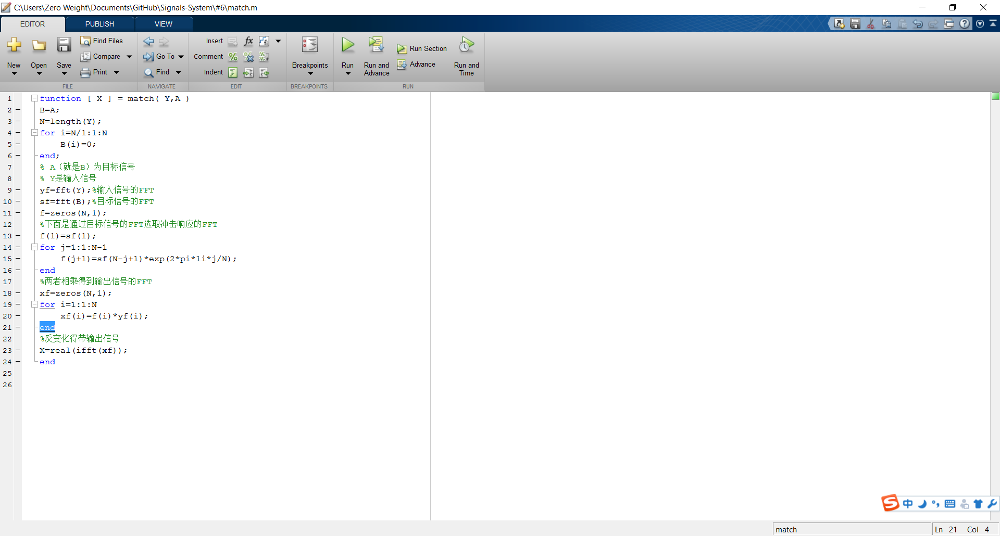 C:\Users\Zero Weight\Documents\GitHub\Signals-System\#6\match.m
EDITOR PUBLISH VIEW
New Open Save Find Files Compare Print
FILE
Go To Find
NAVIGATE
Insert fx fi
Comment % % %
Indent
EDIT
Breakpoints
BREAKPOINTS
Run Run and Advance Run Section Advance Run and Time
RUN
1 function [ X ] = match( Y,A )
2 B=A;
3 N=length(Y);
4 for i=N/1:1:N
5 B(i)=0;
6 end;
7 % A（就是B）为目标信号
8 % Y是输入信号
9 yf=fft(Y);%输入信号的FFT
10 sf=fft(B);%目标信号的FFT
11 f=zeros(N,1);
12 %下面是通过目标信号的FFT选取冲击响应的FFT
13 f(1)=sf(1);
14 for j=1:1:N-1
15 f(j+1)=sf(N-j+1)*exp(2*pi*1i*j/N);
16 end
17 %两者相乘得到输出信号的FFT
18 xf=zeros(N,1);
19 for i=1:1:N
20 xf(i)=f(i)*yf(i);
21 end
22 %反变化得带输出信号
23 X=real(ifft(xf));
24 end
25
26
S 中
match Ln 21 Col 4